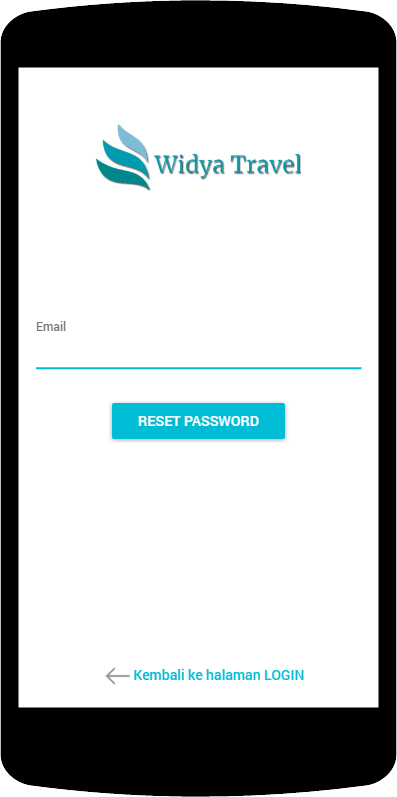 Widya Travel
Email
RESET PASSWORD
Kembali ke halaman LOGIN